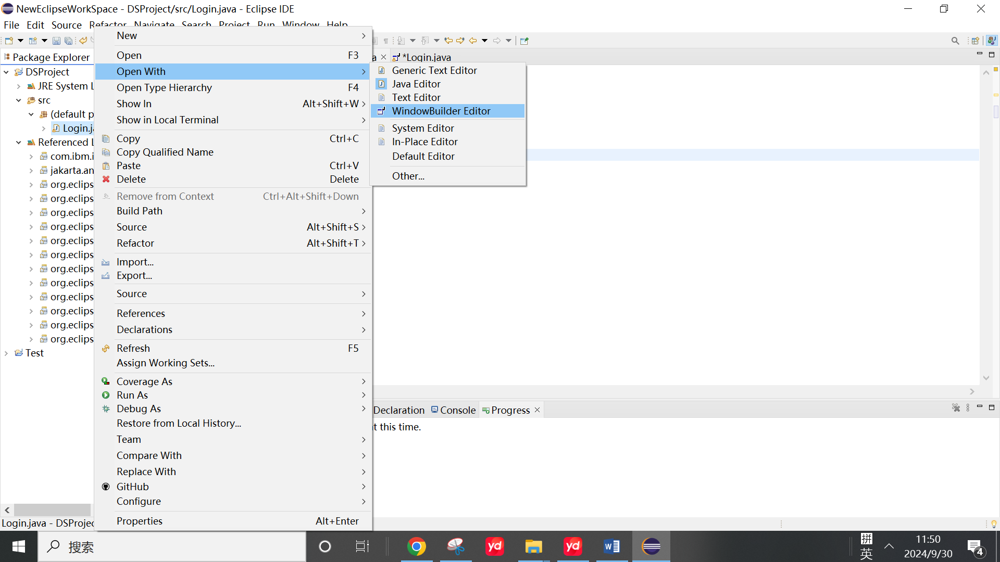 NewEclipseWorkSpace - DSProject/src/Login.java - Eclipse IDE
File Edit Source Refactor Navigate Search Project Run Window Help
Package Explorer
*Login.java
DSProject
JRE System L
src
(default p
Login.ja
Referenced L
com.ibm.i
jakarta.an
org.eclips
org.eclips
org.eclips
org.eclips
org.eclips
org.eclips
org.eclips
org.eclips
org.eclips
org.eclips
org.eclips
org.eclips
Test
New
Open F3
Open With
Open Type Hierarchy F4
Show In Alt+Shift+W
Show in Local Terminal
Copy Ctrl+C
Copy Qualified Name
Paste Ctrl+V
Delete Delete
Remove from Context Ctrl+Alt+Shift+Down
Build Path
Source Alt+Shift+S
Refactor Alt+Shift+T
Import...
Export...
Source
References
Declarations
Refresh F5
Assign Working Sets...
Coverage As
Run As
Debug As
Restore from Local History...
Team
Compare With
Replace With
GitHub
Configure
Properties Alt+Enter
Generic Text Editor
Java Editor
Text Editor
WindowBuilder Editor
System Editor
In-Place Editor
Default Editor
Other...
Declaration Console Progress
t this time.
Login.java - DSProjec
搜索
yd
yd
W
拼
英
11:50
2024/9/30
4